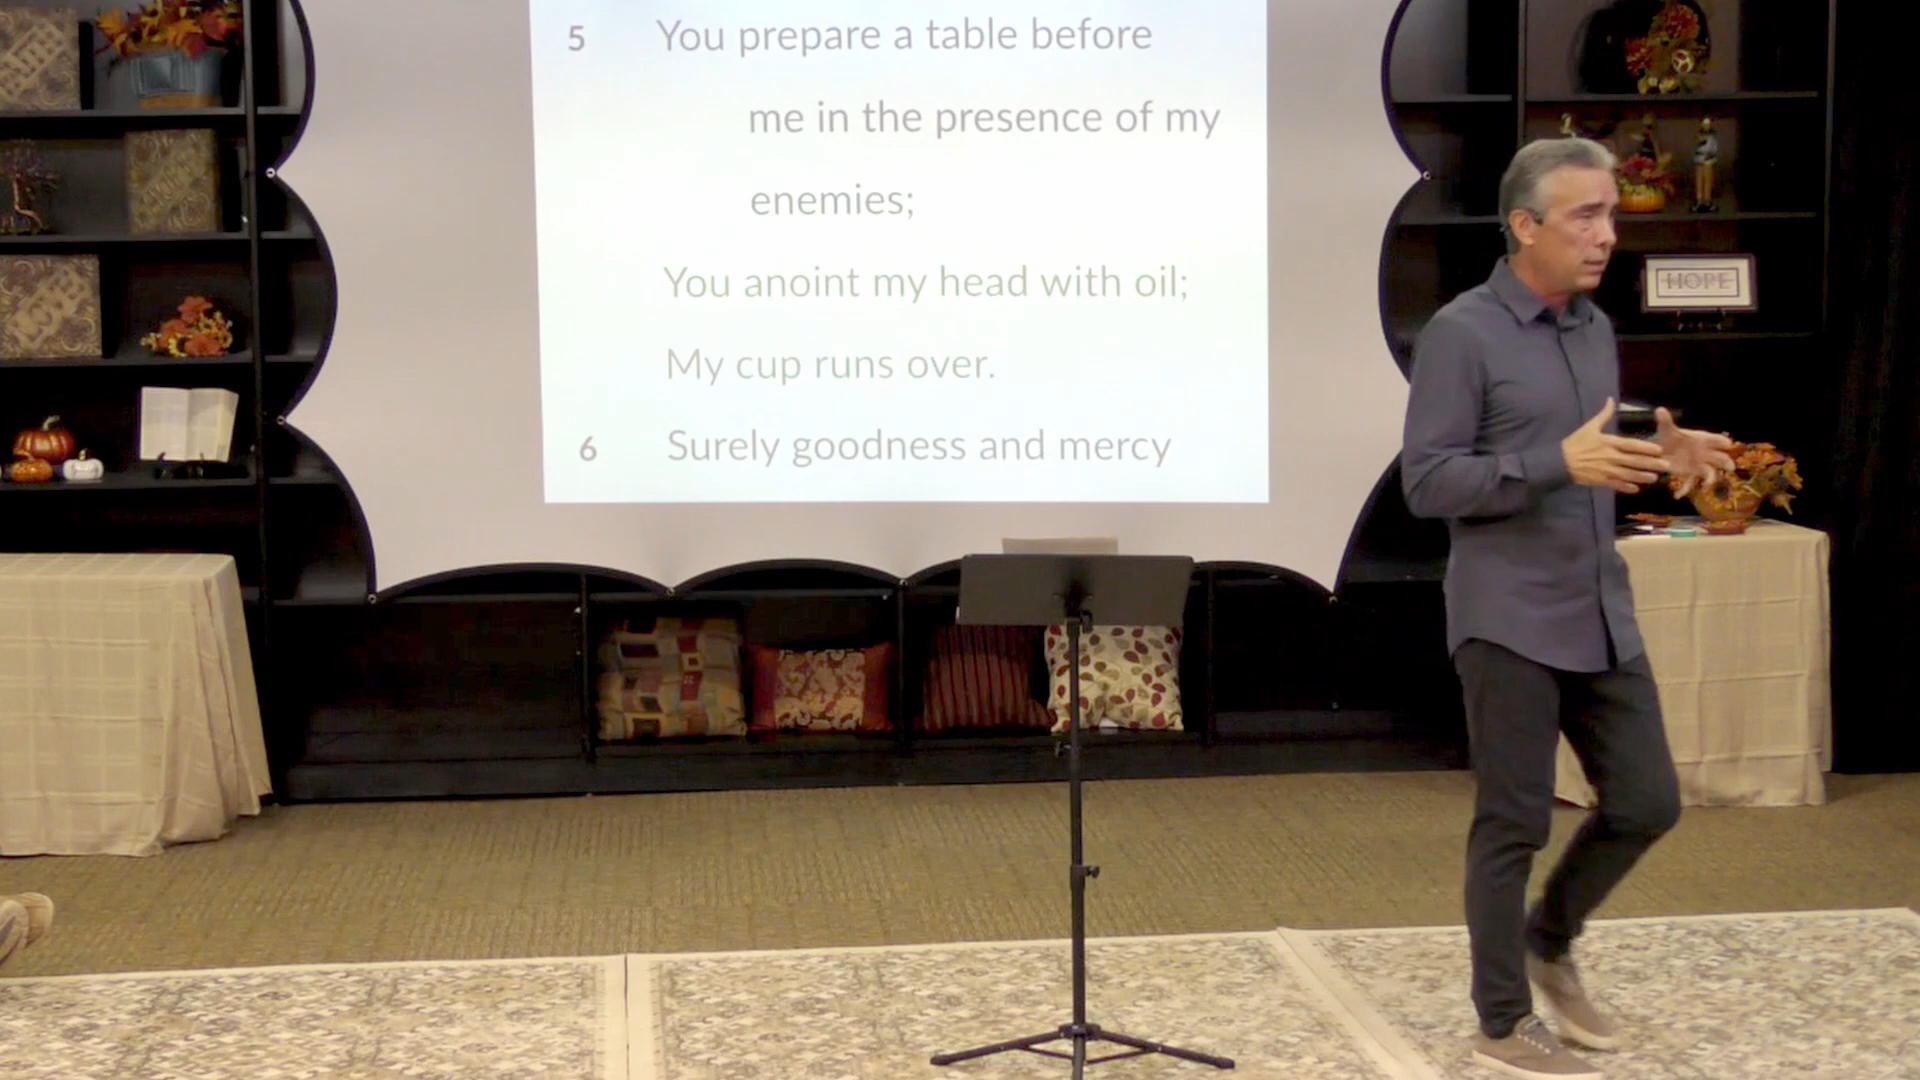 FAITH
5 You prepare a table before
me in the presence of my
enemies;
You anoint my head with oil;
My cup runs over.
6 Surely goodness and mercy
HOPE